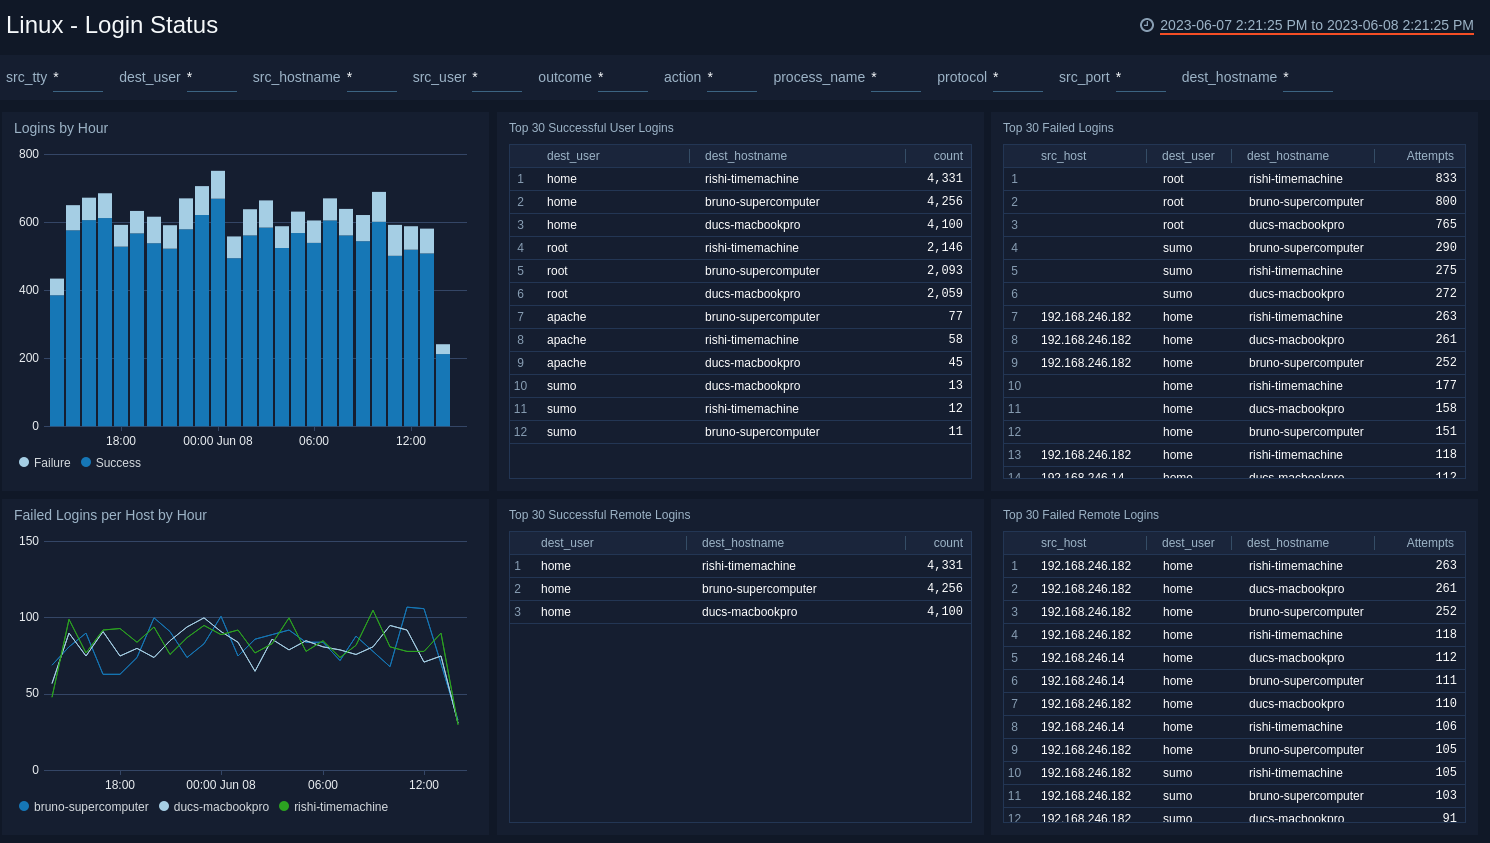 Linux - Login Status
2023-06-07 2:21:25 PM to 2023-06-08 2:21:25 PM
src_tty * dest_user * src_hostname * src_user * outcome * action * process_name * protocol * src_port * dest_hostname *
Logins by Hour
800
600
400
200
0
18:00 00:00 Jun 08 06:00 12:00
Failure Success
Top 30 Successful User Logins
dest_user dest_hostname count
1 home rishi-timemachine 4,331
2 home bruno-supercomputer 4,256
3 home ducs-macbookpro 4,100
4 root rishi-timemachine 2,146
5 root bruno-supercomputer 2,093
6 root ducs-macbookpro 2,059
7 apache bruno-supercomputer 77
8 apache rishi-timemachine 58
9 apache ducs-macbookpro 45
10 sumo ducs-macbookpro 13
11 sumo rishi-timemachine 12
12 sumo bruno-supercomputer 11
Top 30 Failed Logins
src_host dest_user dest_hostname Attempts
1 root rishi-timemachine 833
2 root bruno-supercomputer 800
3 root ducs-macbookpro 765
4 sumo bruno-supercomputer 290
5 sumo rishi-timemachine 275
6 sumo ducs-macbookpro 272
7 192.168.246.182 home rishi-timemachine 263
8 192.168.246.182 home ducs-macbookpro 261
9 192.168.246.182 home bruno-supercomputer 252
10 home rishi-timemachine 177
11 home ducs-macbookpro 158
12 home bruno-supercomputer 151
13 192.168.246.182 home rishi-timemachine 118
14 192.168.246.14 home ducs-macbookpro 112
Failed Logins per Host by Hour
150
100
50
0
18:00 00:00 Jun 08 06:00 12:00
bruno-supercomputer ducs-macbookpro rishi-timemachine
Top 30 Successful Remote Logins
dest_user dest_hostname count
1 home rishi-timemachine 4,331
2 home bruno-supercomputer 4,256
3 home ducs-macbookpro 4,100
Top 30 Failed Remote Logins
src_host dest_user dest_hostname Attempts
1 192.168.246.182 home rishi-timemachine 263
2 192.168.246.182 home ducs-macbookpro 261
3 192.168.246.182 home bruno-supercomputer 252
4 192.168.246.182 home rishi-timemachine 118
5 192.168.246.14 home ducs-macbookpro 112
6 192.168.246.14 home bruno-supercomputer 111
7 192.168.246.182 home ducs-macbookpro 110
8 192.168.246.14 home rishi-timemachine 106
9 192.168.246.182 home bruno-supercomputer 105
10 192.168.246.182 sumo rishi-timemachine 105
11 192.168.246.182 sumo bruno-supercomputer 103
12 192.168.246.182 sumo ducs-macbookpro 91